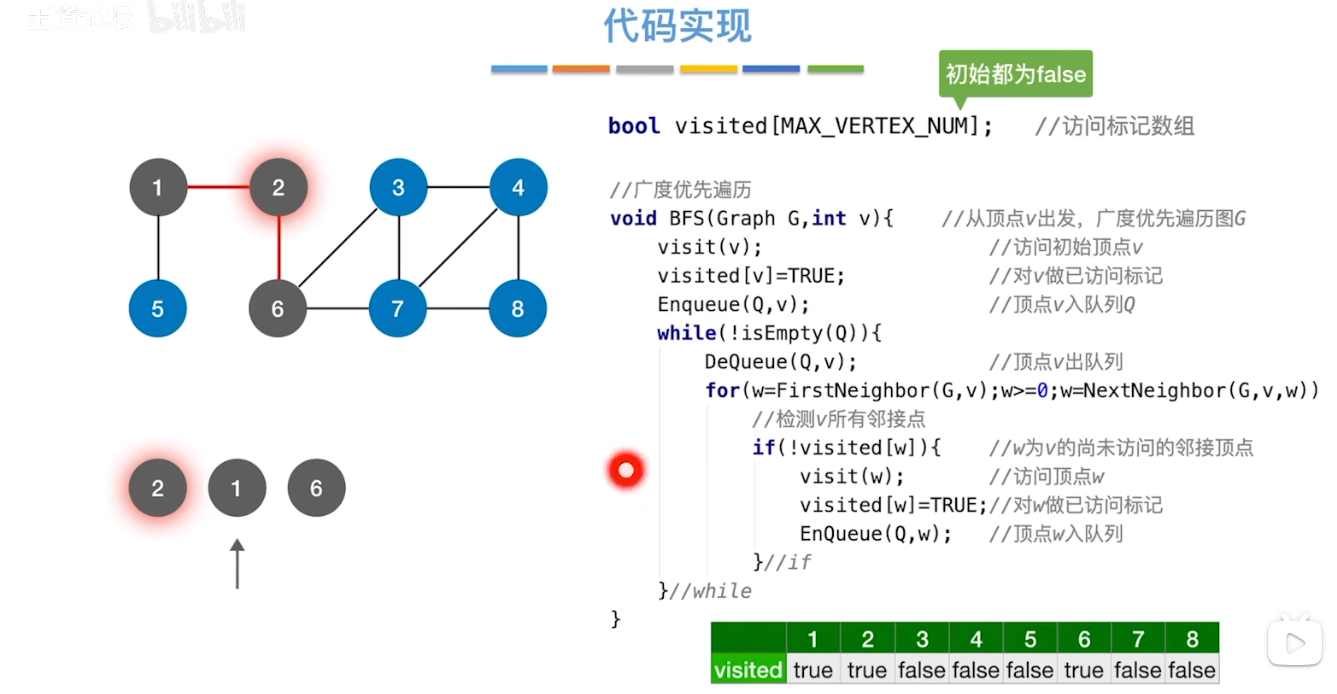 王道论坛 bilibili
代码实现
初始都为false
bool visited[MAX_VERTEX_NUM]; //访问标记数组
//广度优先遍历
void BFS(Graph G,int v){ //从顶点v出发，广度优先遍历图G
visit(v); //访问初始顶点v
visited[v]=TRUE; //对v做已访问标记
Enqueue(Q,v); //顶点v入队列Q
while(!isEmpty(Q)){
DeQueue(Q,v); //顶点v出队列
for(w=FirstNeighbor(G,v);w>=0;w=NextNeighbor(G,v,w))
//检测v所有邻接点
if(!visited[w]){ //w为v的尚未访问的邻接顶点
visit(w); //访问顶点w
visited[w]=TRUE;//对w做已访问标记
EnQueue(Q,w); //顶点w入队列
}//if
}//while
}
1 2 3 4
5 6 7 8
2 1 6
1 2 3 4 5 6 7 8
visited true true false false false true false false